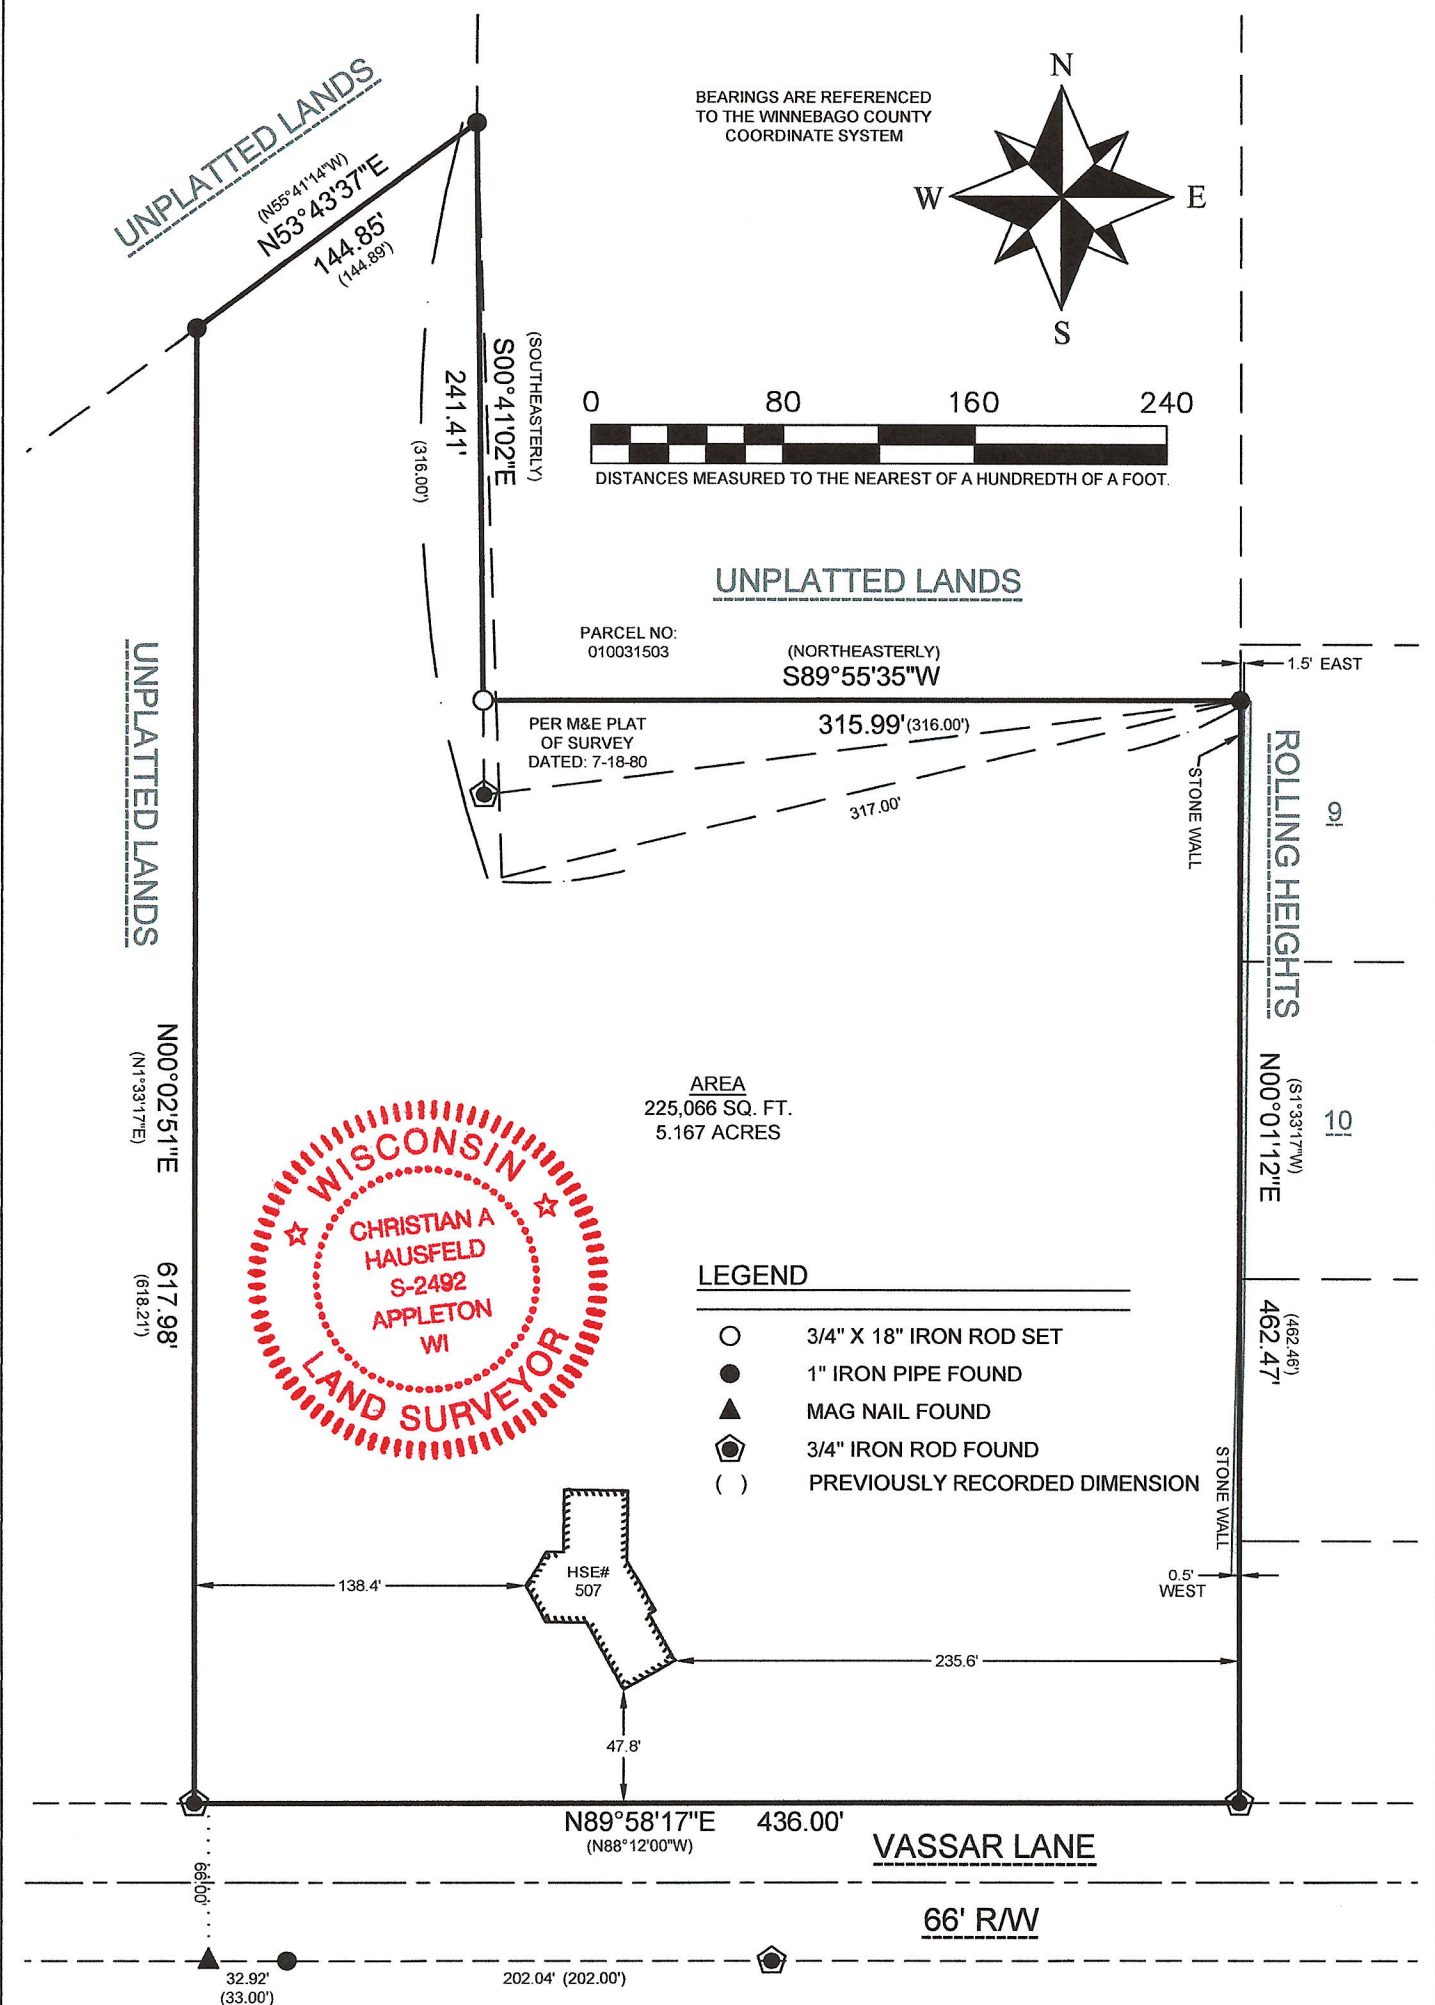 BEARINGS ARE REFERENCED
TO THE WINNEBAGO COUNTY
COORDINATE SYSTEM
N
W
E
S
UNPLATTED LANDS
(N55°41'14"W)
N53°43'37"E
144.85'
(144.89')
(SOUTHEASTERLY)
S00°41'02"E
241.41'
(316.00')
0 80 160 240
DISTANCES MEASURED TO THE NEAREST OF A HUNDREDTH OF A FOOT.
UNPLATTED LANDS
PARCEL NO:
010031503
(NORTHEASTERLY)
S89°55'35"W
315.99' (316.00')
1.5' EAST
PER M&E PLAT
OF SURVEY
DATED: 7-18-80
317.00'
STONE WALL
ROLLING HEIGHTS
9
UNPLATTED LANDS
N00°02'51"E
(N1°33'17"E)
617.98'
(618.21')
AREA
225,066 SQ. FT.
5.167 ACRES
(S1°33'17"W)
N00°01'12"E
10
(462.46')
462.47'
WISCONSIN
CHRISTIAN A
HAUSFELD
S-2492
APPLETON
WI
LAND SURVEYOR
LEGEND
3/4" X 18" IRON ROD SET
1" IRON PIPE FOUND
MAG NAIL FOUND
3/4" IRON ROD FOUND
( ) PREVIOUSLY RECORDED DIMENSION
STONE WALL
HSE#
507
138.4'
0.5'
WEST
235.6'
47.8'
N89°58'17"E 436.00'
(N88°12'00"W)
VASSAR LANE
66.00'
66' R/W
32.92'
(33.00')
202.04' (202.00')